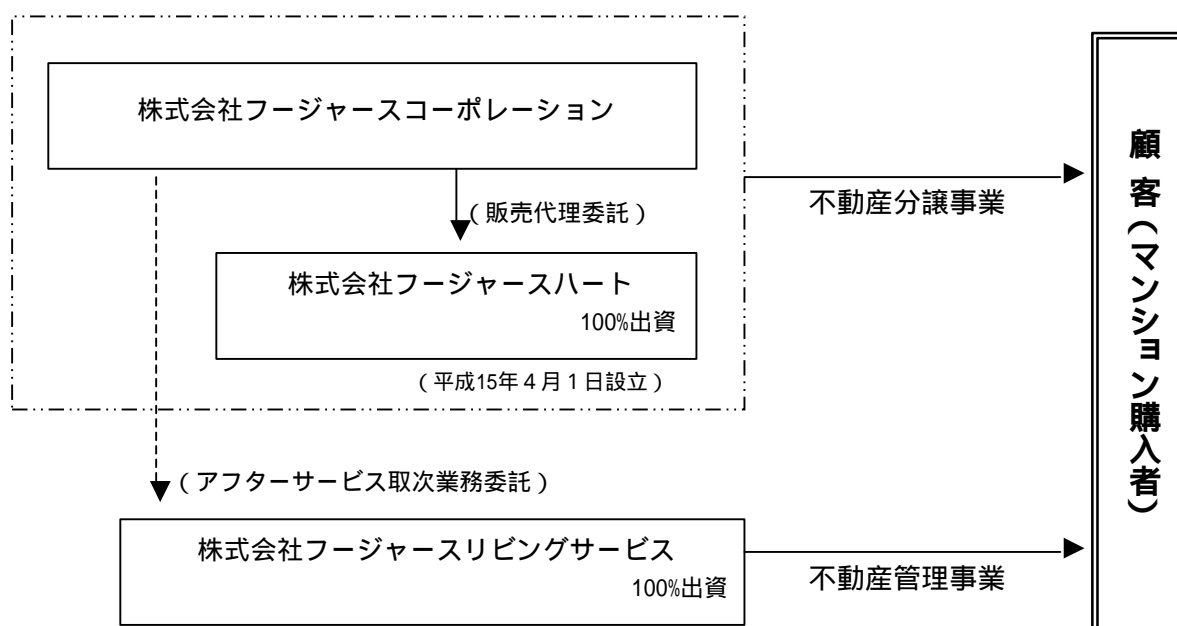 株式会社フージャースコーポレーション
(販売代理委託)
株式会社フージャースハート
100%出資
(平成15年4月1日設立)
(アフターサービス取次業務委託)
株式会社フージャースリビングサービス
100%出資
不動産分譲事業
不動産管理事業
顧客(マンション購入者)